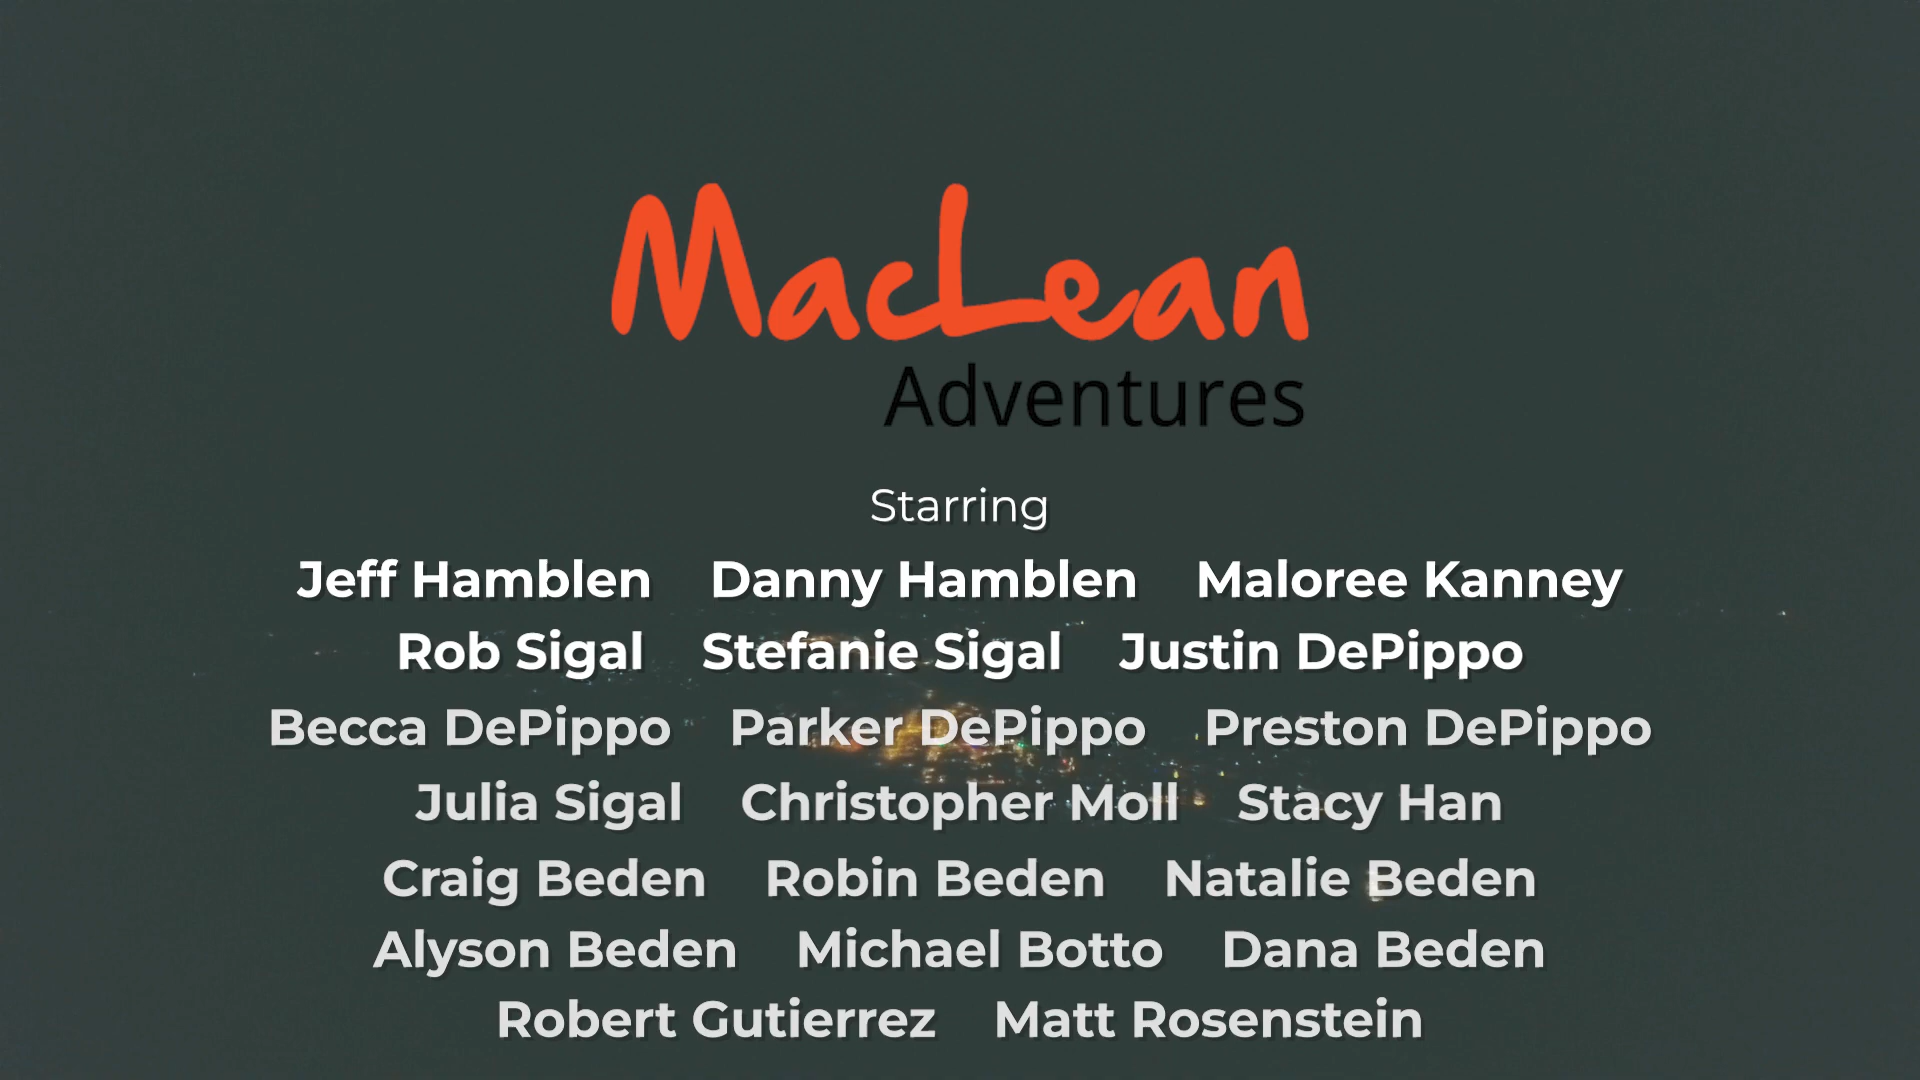 MacLean
Adventures
Starring
Jeff Hamblen Danny Hamblen Maloree Kanney
Rob Sigal Stefanie Sigal Justin DePippo
Becca DePippo Parker DePippo Preston DePippo
Julia Sigal Christopher Moll Stacy Han
Craig Beden Robin Beden Natalie Beden
Alyson Beden Michael Botto Dana Beden
Robert Gutierrez Matt Rosenstein